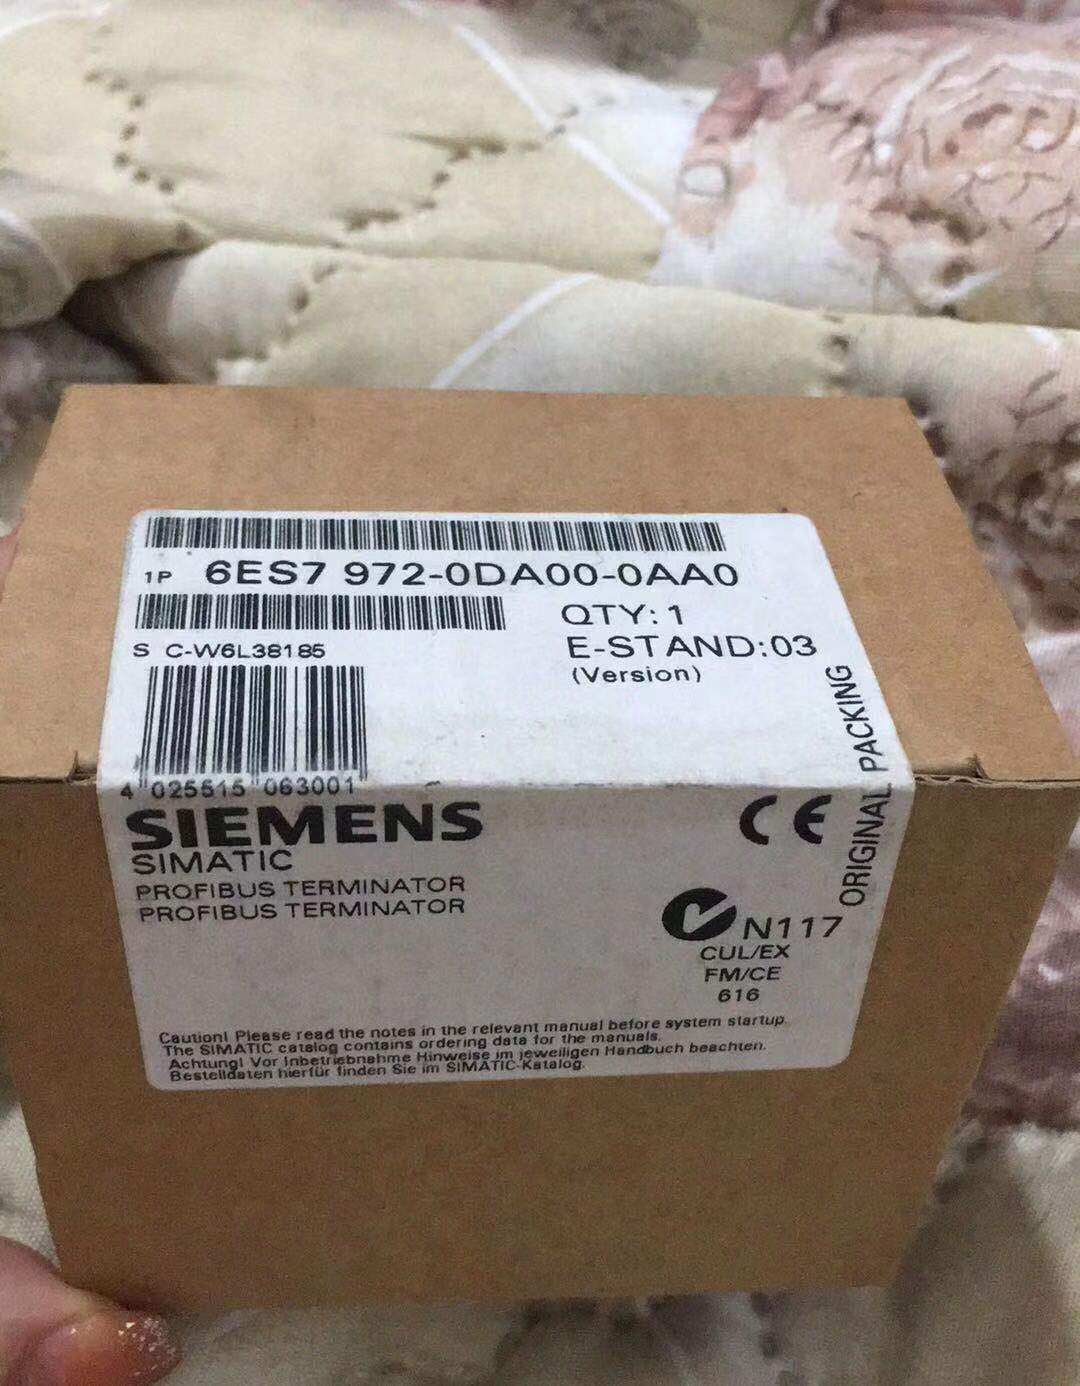 1P 6ES7 972-0DA00-0AA0
QTY: 1
S C-W6L38185
E-STAND:03
(Version)
4 025515 063001
ORIGINAL PACKING
SIEMENS
SIMATIC
PROFIBUS TERMINATOR
PROFIBUS TERMINATOR
CE
N117
CUL/EX
FM/CE
616
Caution! Please read the notes in the relevant manual before system startup.
The SIMATIC catalog contains ordering data for the manuals.
Achtung! Vor Inbetriebnahme Hinweise im jeweiligen Handbuch beachten.
Bestelldaten hierfür finden Sie im SIMATIC-Katalog.